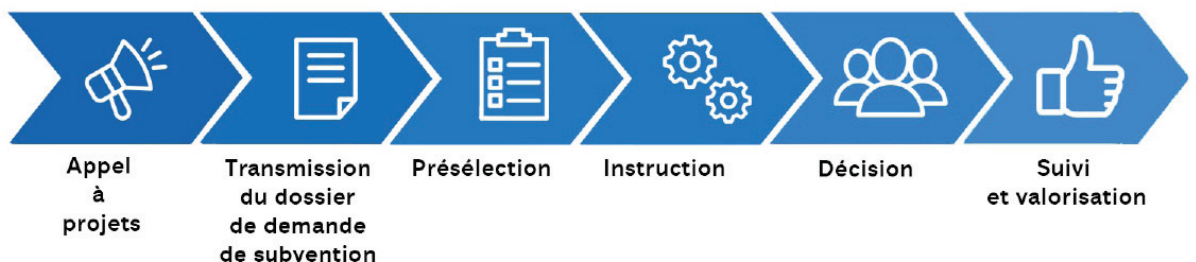 Appel
à
projets
Transmission
du dossier
de demande
de subvention
Présélection
Instruction
Décision
Suivi
et valorisation